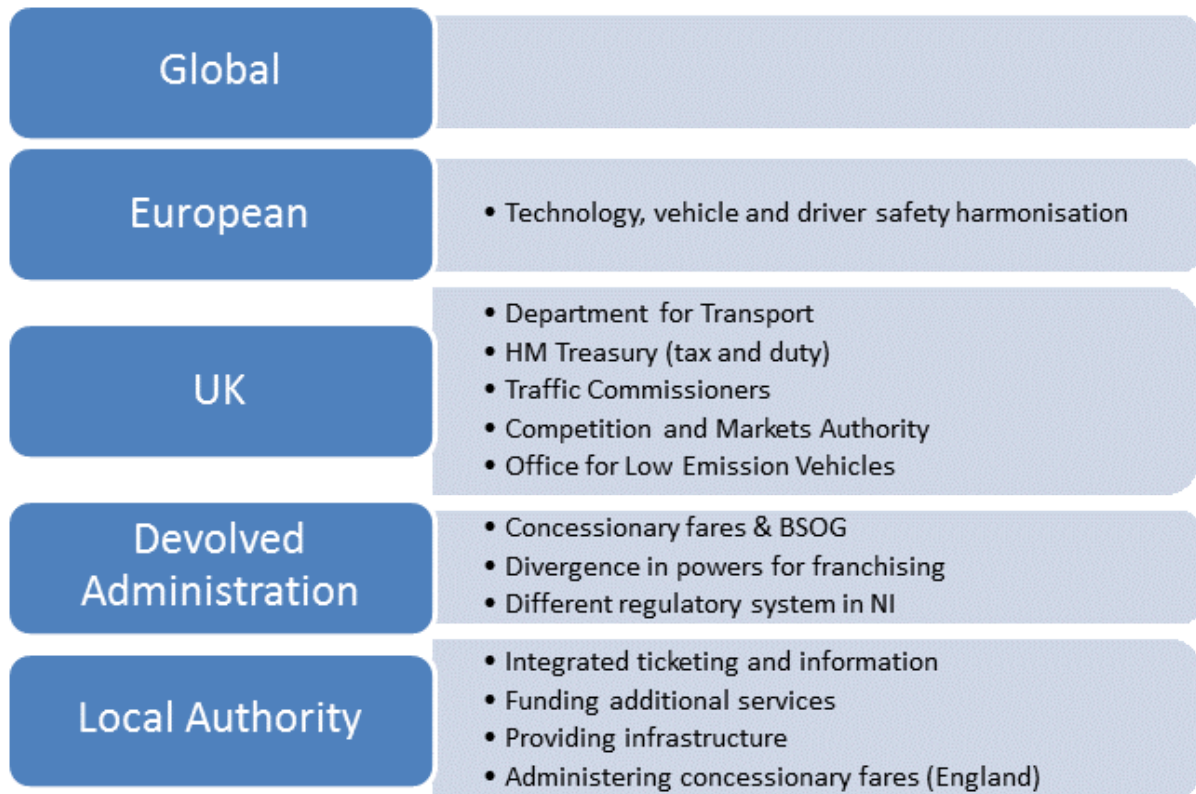 Global
European
• Technology, vehicle and driver safety harmonisation
UK
• Department for Transport
• HM Treasury (tax and duty)
• Traffic Commissioners
• Competition and Markets Authority
• Office for Low Emission Vehicles
Devolved
Administration
• Concessionary fares & BSOG
• Divergence in powers for franchising
• Different regulatory system in NI
Local Authority
• Integrated ticketing and information
• Funding additional services
• Providing infrastructure
• Administering concessionary fares (England)